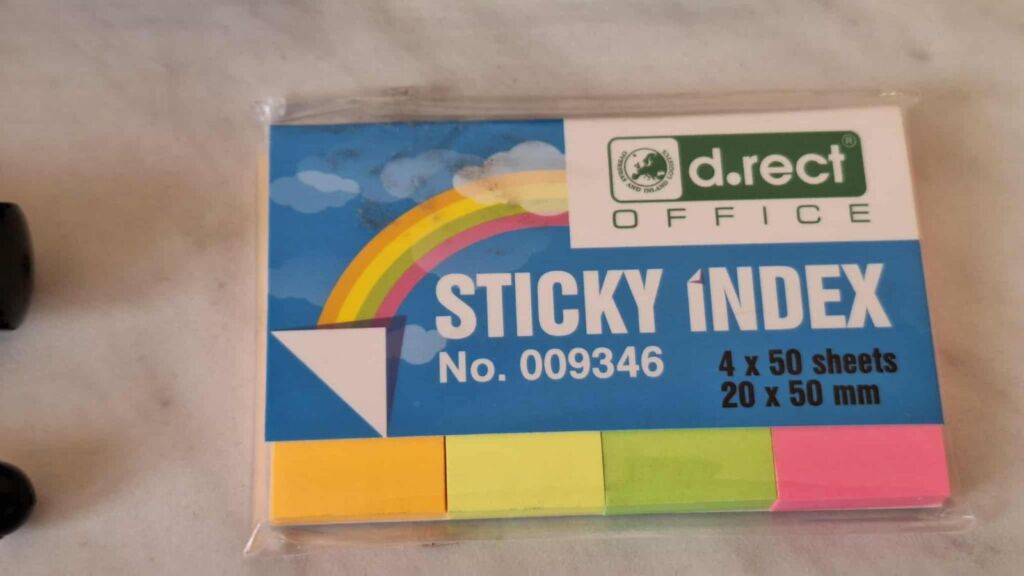 d.rect®
OFFICE
STICKY INDEX
No. 009346
4 x 50 sheets
20 x 50 mm